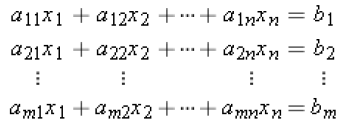 a₁₁x₁ + a₁₂x₂ + ⋯ + a₁ₙxₙ = b₁
a₂₁x₁ + a₂₂x₂ + ⋯ + a₂ₙxₙ = b₂
⋮ ⋮ ⋮ ⋮
aₘ₁x₁ + aₘ₂x₂ + ⋯ + aₘₙxₙ = bₘ